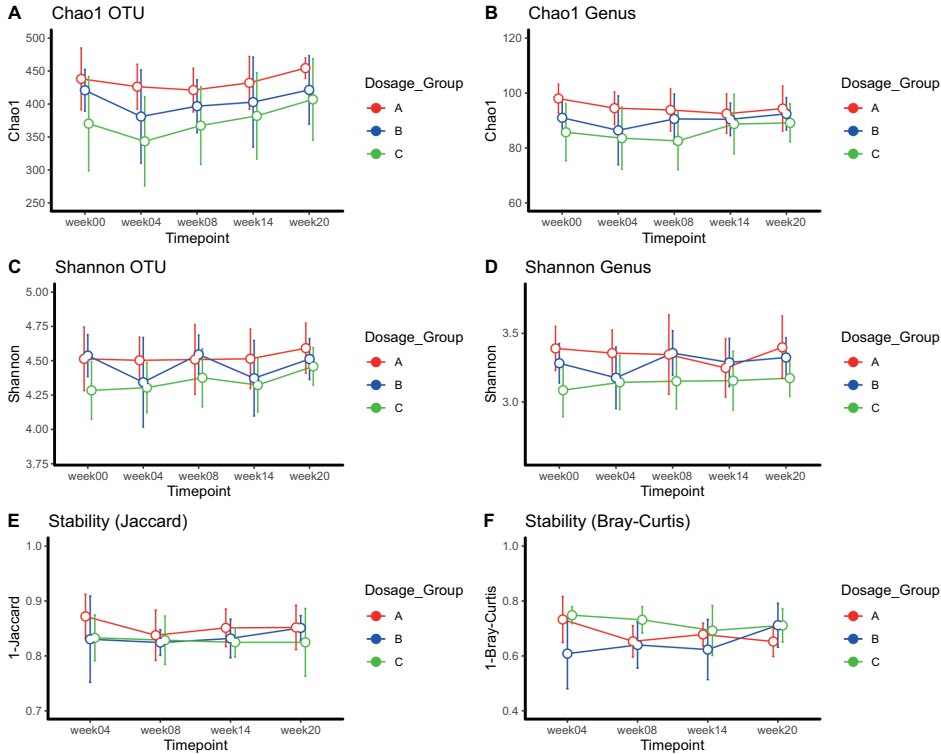 A Chao1 OTU
Chao1
500
450
400
350
300
250
week00 week04 week08 week14 week20
Timepoint
Dosage_Group
A
B
C
B Chao1 Genus
Chao1
120
100
80
60
week00 week04 week08 week14 week20
Timepoint
Dosage_Group
A
B
C
C Shannon OTU
Shannon
5.00
4.75
4.50
4.25
4.00
3.75
week00 week04 week08 week14 week20
Timepoint
Dosage_Group
A
B
C
D Shannon Genus
Shannon
3.5
3.0
week00 week04 week08 week14 week20
Timepoint
Dosage_Group
A
B
C
E Stability (Jaccard)
1-Jaccard
1.0
0.9
0.8
0.7
week04 week08 week14 week20
Timepoint
Dosage_Group
A
B
C
F Stability (Bray-Curtis)
1-Bray-Curtis
1.0
0.8
0.6
0.4
week04 week08 week14 week20
Timepoint
Dosage_Group
A
B
C